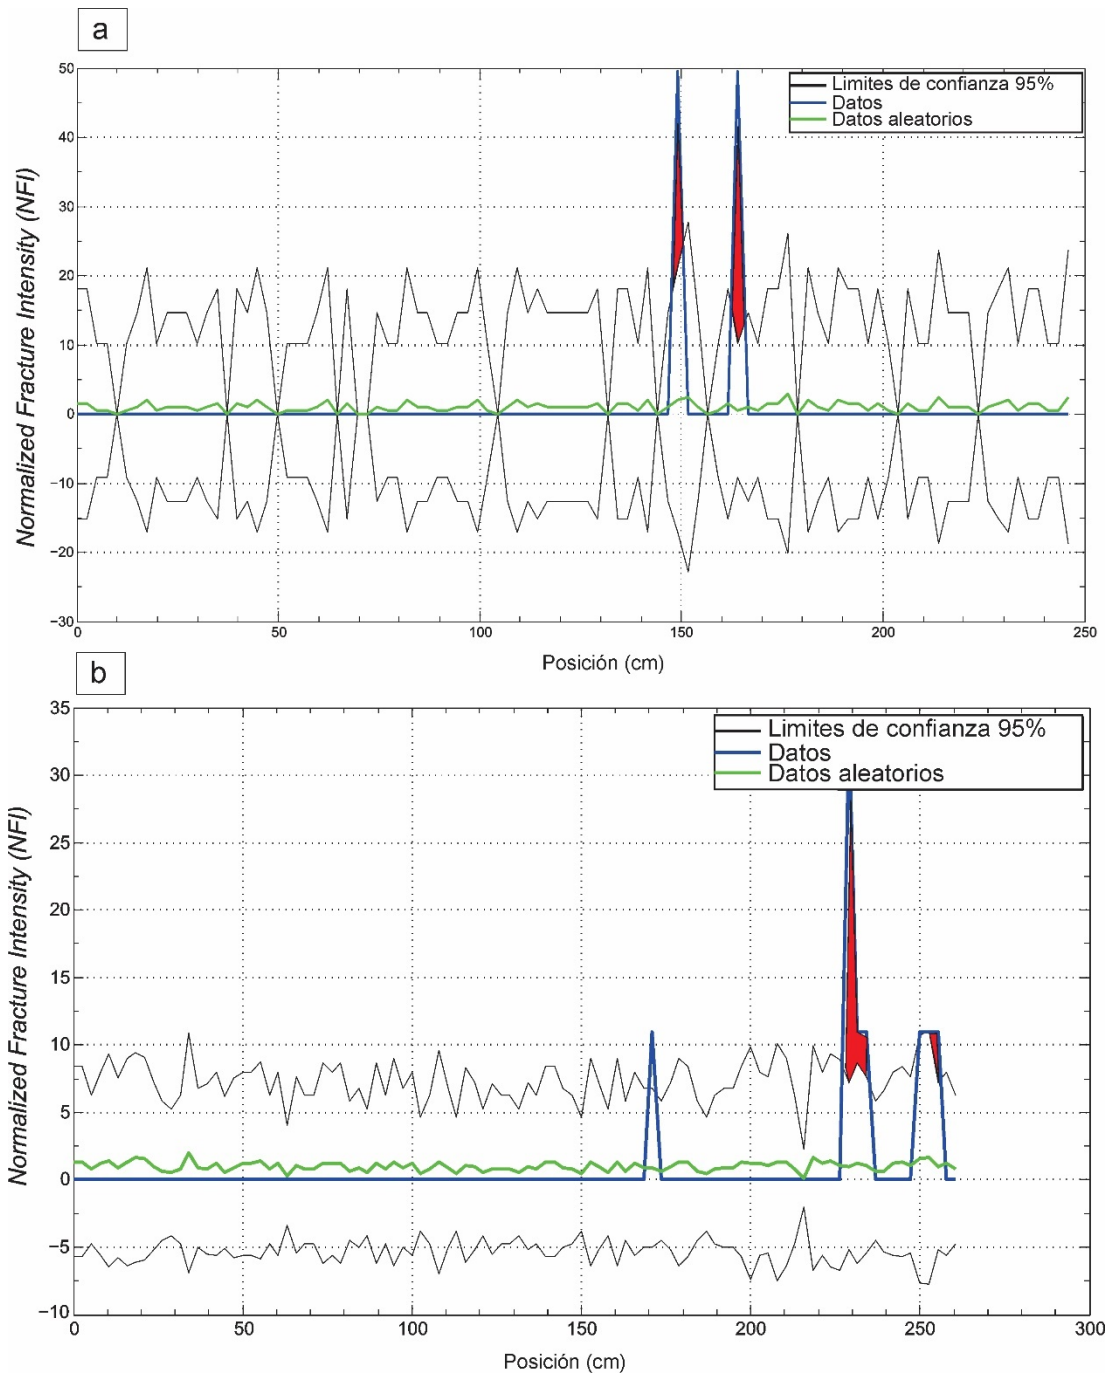 a
Normalized Fracture Intensity (NFI)
50
40
30
20
10
0
−10
−20
−30
Limites de confianza 95%
Datos
Datos aleatorios
0 50 100 150 200 250
Posición (cm)
b
Normalized Fracture Intensity (NFI)
35
30
25
20
15
10
5
0
−5
−10
Limites de confianza 95%
Datos
Datos aleatorios
0 50 100 150 200 250 300
Posición (cm)